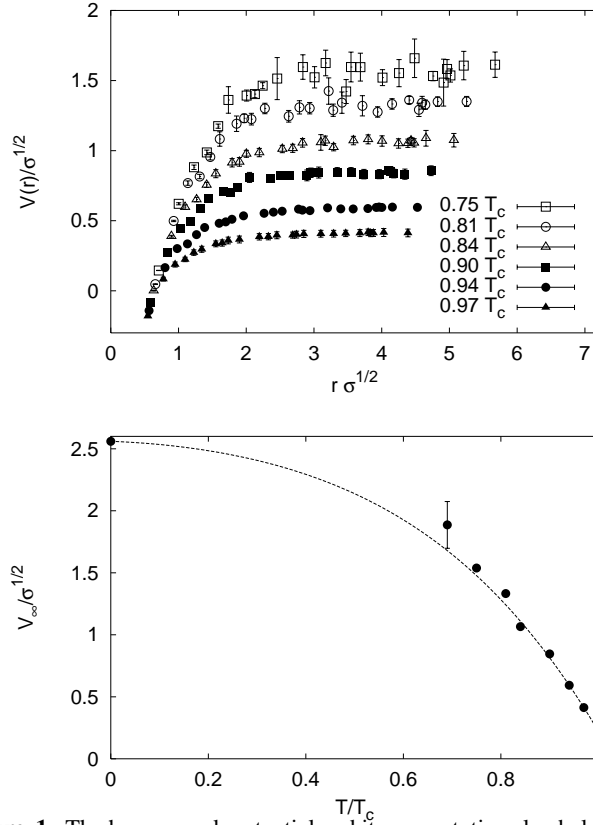 V(r)/σ^{1/2}
1.5
1
0.5
0
0.75 T_c
0.81 T_c
0.84 T_c
0.90 T_c
0.94 T_c
0.97 T_c
0 1 2 3 4 5 6 7
r σ^{1/2}
V_∞/σ^{1/2}
2.5
2
1.5
1
0.5
0
0 0.2 0.4 0.6 0.8
T/T_c